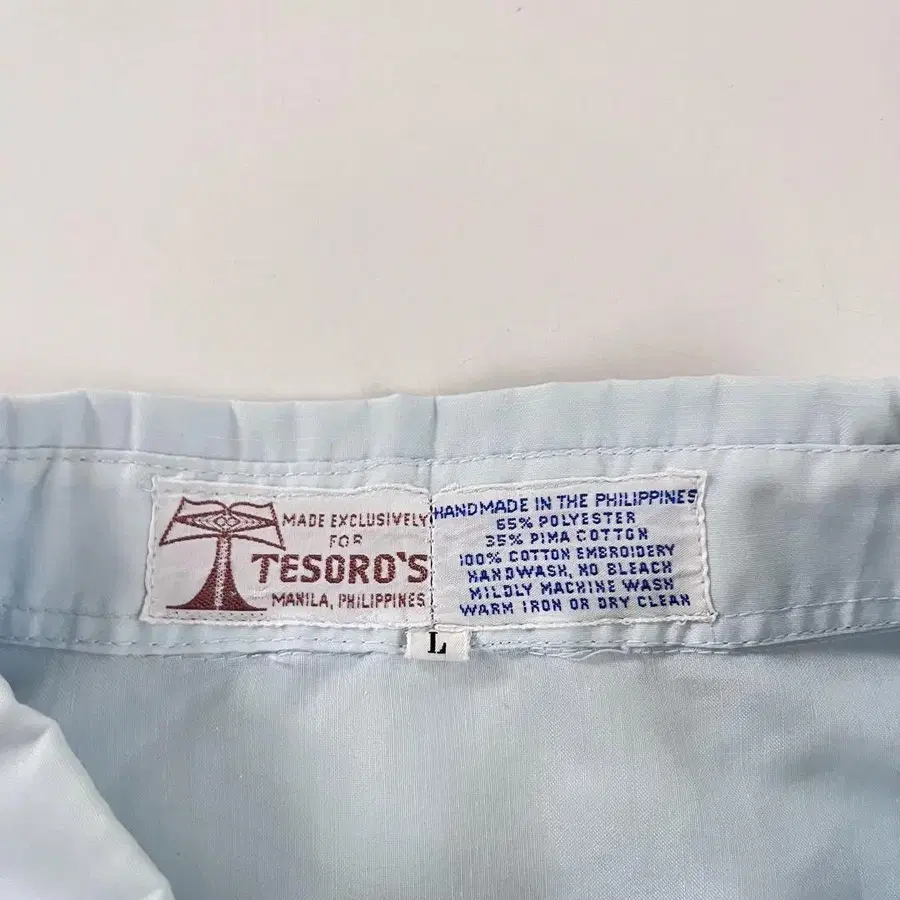 MADE EXCLUSIVELY
FOR
TESORO'S
MANILA, PHILIPPINES
HANDMADE IN THE PHILIPPINES
65% POLYESTER
35% PIMA COTTON
100% COTTON EMBROIDERY
HANDWASH, NO BLEACH
MILDLY MACHINE WASH
WARM IRON OR DRY CLEAN
L